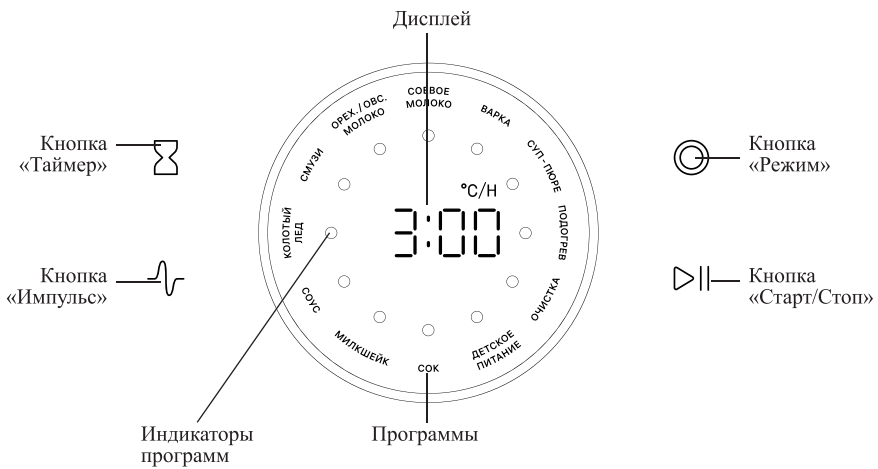 Дисплей
СОЕВОЕ
МОЛОКО
ВАРКА
СУП-ПЮРЕ
ПОДОГРЕВ
ОЧИСТКА
ДЕТСКОЕ
ПИТАНИЕ
СОК
МИЛКШЕЙК
СОУС
КОЛОТЫЙ
ЛЕД
СМУЗИ
ОРЕХ./ОВС.
МОЛОКО
°C/H
3:00
Кнопка
«Таймер»
Кнопка
«Импульс»
Кнопка
«Режим»
Кнопка
«Старт/Стоп»
Индикаторы
программ
Программы